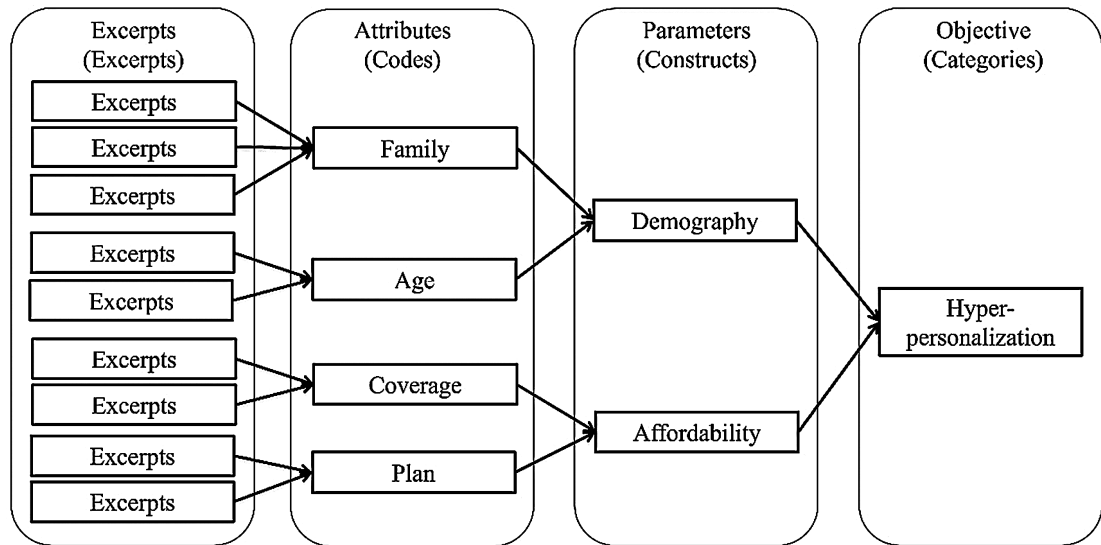 Excerpts
(Excerpts)
Excerpts
Excerpts
Excerpts
Excerpts
Excerpts
Excerpts
Excerpts
Excerpts
Excerpts
Attributes
(Codes)
Family
Age
Coverage
Plan
Parameters
(Constructs)
Demography
Affordability
Objective
(Categories)
Hyper-
personalization